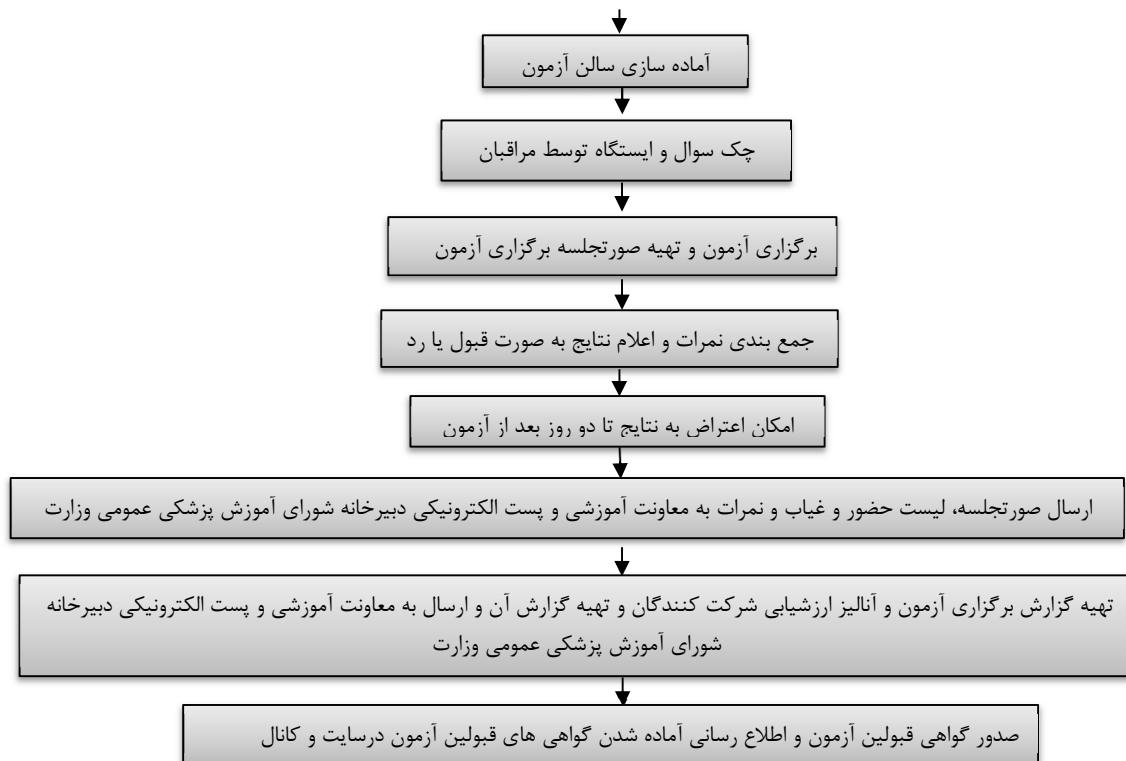 آماده سازی سالن آزمون
چک سوال و ایستگاه توسط مراقبان
برگزاری آزمون و تهیه صورتجلسه برگزاری آزمون
جمع بندی نمرات و اعلام نتایج به صورت قبول یا رد
امکان اعتراض به نتایج تا دو روز بعد از آزمون
ارسال صورتجلسه، لیست حضور و غیاب و نمرات به معاونت آموزشی و پست الکترونیکی دبیرخانه شورای آموزش پزشکی عمومی وزارت
تهیه گزارش برگزاری آزمون و آنالیز ارزشیابی شرکت کنندگان و تهیه گزارش آن و ارسال به معاونت آموزشی و پست الکترونیکی دبیرخانه
شورای آموزش پزشکی عمومی وزارت
صدور گواهی قبولین آزمون و اطلاع رسانی آماده شدن گواهی های قبولین آزمون درسایت و کانال